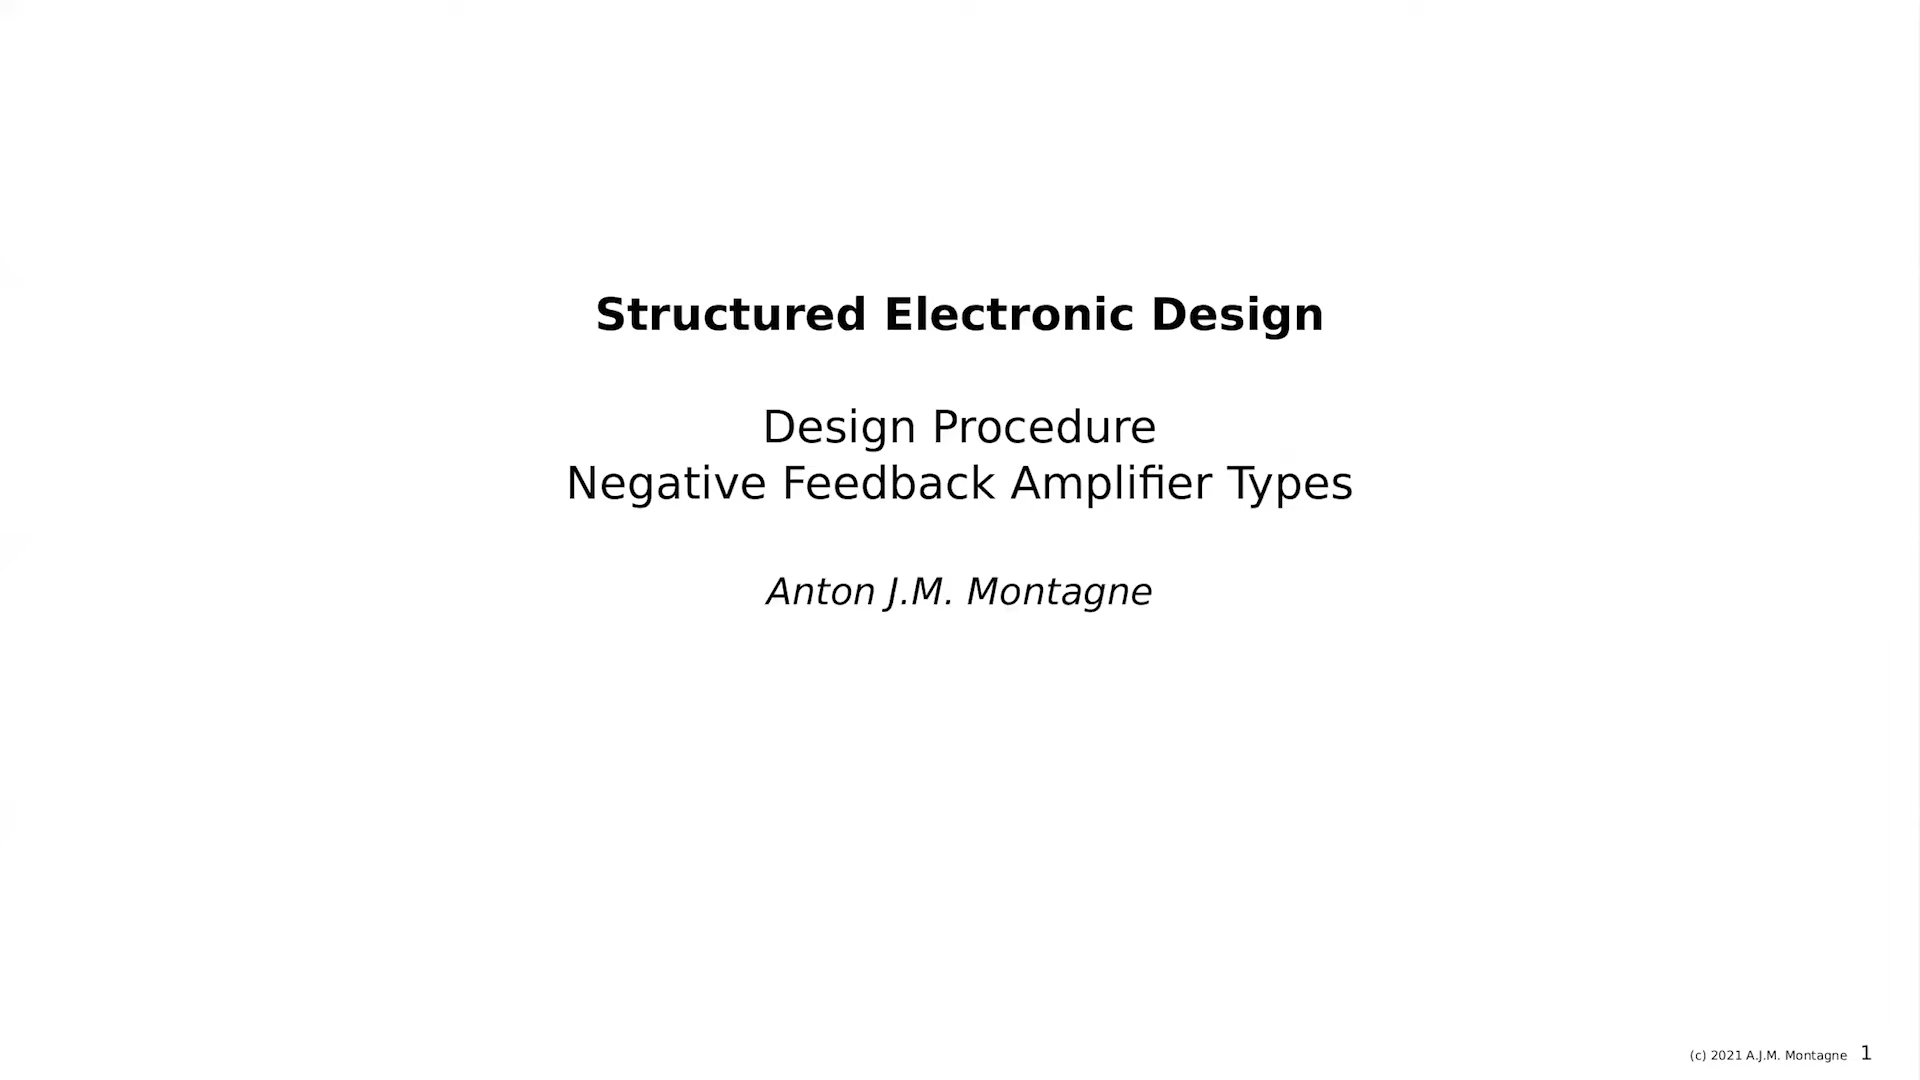 Structured Electronic Design
Design Procedure
Negative Feedback Amplifier Types
Anton J.M. Montagne
(c) 2021 A.J.M. Montagne 1